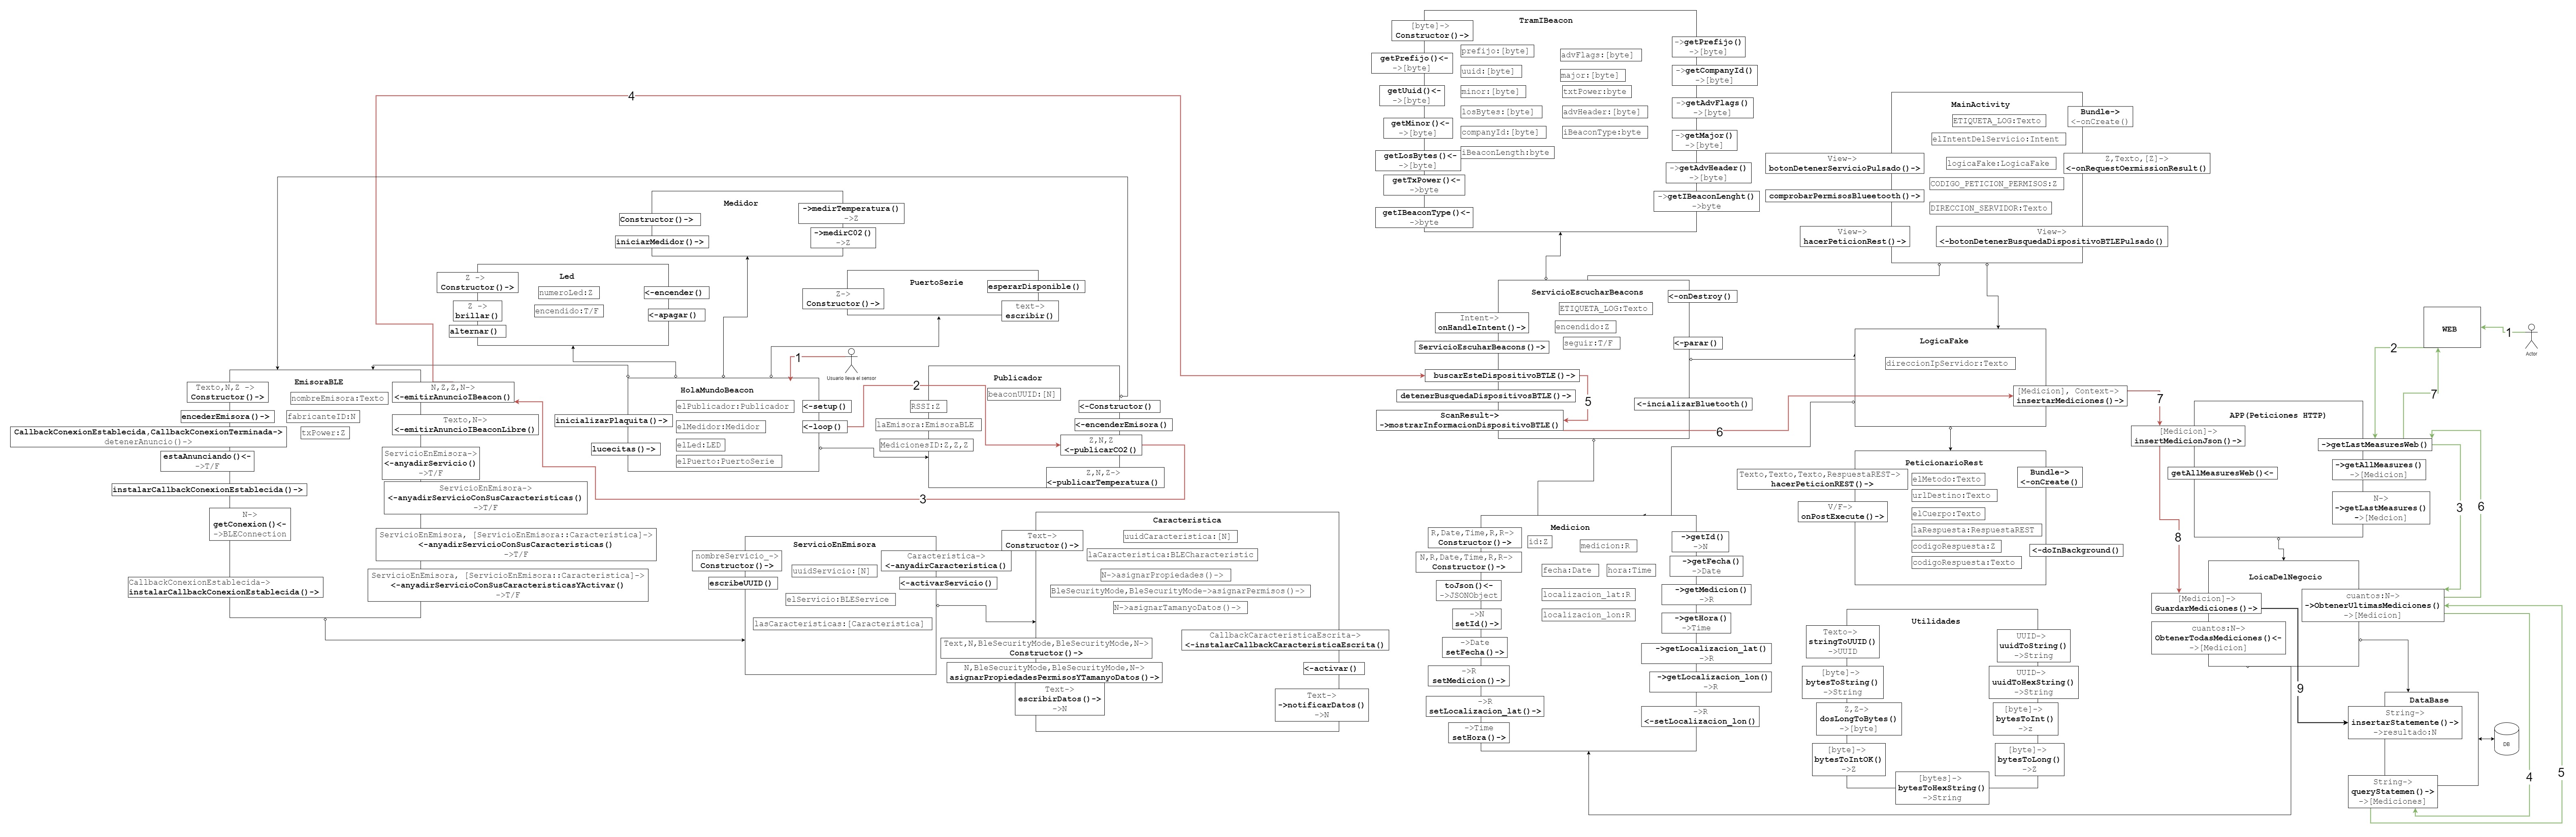 TramIBeacon
[byte]->
Constructor()->
getPrefijo()<-
->[byte]
getUuid()<-
->[byte]
getMinor()<-
->[byte]
getLosBytes()<-
->[byte]
getTxPower()<-
->byte
getIBeaconType()<-
->byte
prefijo:[byte]
uuid:[byte]
minor:[byte]
losBytes:[byte]
companyId:[byte]
iBeaconLength:byte
advFlags:[byte]
major:[byte]
txtPower:byte
advHeader:[byte]
iBeaconType:byte
->getPrefijo()
->[byte]
->getCompanyId()
->[byte]
->getAdvFlags()
->[byte]
->getMajor()
->[byte]
->getAdvHeader()
->[byte]
->getIBeaconLenght()
->byte
MainActivity
ETIQUETA_LOG:Texto
elIntentDelServicio:Intent
logicaFake:LogicaFake
CODIGO_PETICION_PERMISOS:Z
DIRECCION_SERVIDOR:Texto
Bundle->
<-onCreate()
View->
botonDetenerServicioPulsado()->
Z,Texto,[Z]->
<-onRequestOermissionResult()
comprobarPermisosBlueetooth()->
View->
hacerPeticionRest()->
View->
<-botonDetenerBusquedaDispositivoBTLEPulsado()
4
Medidor
Constructor()->
iniciarMedidor()->
->medirTemperatura()
->Z
->medirC02()
->Z
Led
Z ->
Constructor()->
Z ->
brillar()
alternar()
numeroLed:Z
encendido:T/F
<-encender()
<-apagar()
PuertoSerie
Z->
Constructor()->
esperarDisponible()
text->
escribir()
1
Usuario lleva el sensor
EmisoraBLE
Texto,N,Z ->
Constructor()->
encederEmisora()->
CallbackConexionEstablecida,CallbackConexionTerminada->
detenerAnuncio()->
estaAnunciando()<-
->T/F
instalarCallbackConexionEstablecida()->
N->
getConexion()<-
->BLEConnection
CallbackConexionEstablecida->
instalarCallbackConexionEstablecida()->
nombreEmisora:Texto
fabricanteID:N
txPower:Z
N,Z,Z,N->
<-emitirAnuncioIBeacon()
Texto,N->
<-emitirAnuncioIBeaconLibre()
ServicioEnEmisora->
<-anyadirServicio()
->T/F
ServicioEnEmisora->
<-anyadirServicioConSusCaracteristicas()
->T/F
ServicioEnEmisora, [ServicioEnEmisora::Caracteristica]->
<-anyadirServicioConSusCaracteristicas()
->T/F
ServicioEnEmisora, [ServicioEnEmisora::Caracteristica]->
<-anyadirServicioConSusCaracteristicasYActivar()
->T/F
HolaMundoBeacon
inicializarPlaquita()->
lucecitas()->
elPublicador:Publicador
elMedidor:Medidor
elLed:LED
elPuerto:PuertoSerie
<-setup()
<-loop()
2
Publicador
RSSI:Z
laEmisora:EmisoraBLE
MedicionesID:Z,Z,Z
beaconUUID:[N]
<-Constructor()
<-encenderEmisora()
Z,N,Z
<-publicarCO2()
Z,N,Z->
<-publicarTemperatura()
3
ServicioEnEmisora
nombreServicio_->
Constructor()->
escribeUUID()
uuidServicio:[N]
elServicio:BLEService
lasCaracteristicas:[Caracteristica]
Caracteristica->
<-anyadirCaracteristica()
<-activarServicio()
Caracteristica
Text->
Constructor()->
uuidCaracteristica:[N]
laCaracteristica:BLECharacteristic
N->asignarPropiedades()->
BleSecurityMode,BleSecurityMode->asignarPermisos()->
N->asignarTamanyoDatos()->
Text,N,BleSecurityMode,BleSecurityMode,N->
Constructor()->
N,BleSecurityMode,BleSecurityMode,N->
asignarPropiedadesPermisosYTamanyoDatos()->
Text->
escribirDatos()->
->N
CallbackCaracteristicaEscrita->
<-instalarCallbackCaracteristicaEscrita()
<-activar()
Text->
->notificarDatos()
->N
ServicioEscucharBeacons
ETIQUETA_LOG:Texto
encendido:Z
seguir:T/F
Intent->
onHandleIntent()->
ServicioEscuharBeacons()->
buscarEsteDispositivoBTLE()->
detenerBusquedaDispositivosBTLE()->
ScanResult->
->mostrarInformacionDispositivoBTLE()
<-onDestroy()
<-parar()
<-incializarBluetooth()
5
6
LogicaFake
direccionIpServidor:Texto
[Medicion], Context->
insertarMediciones()->
7
PeticionarioRest
Texto,Texto,Texto,RespuestaREST->
hacerPeticionREST()->
V/F->
onPostExecute()->
elMetodo:Texto
urlDestino:Texto
elCuerpo:Texto
laRespuesta:RespuestaREST
codigoRespuesta:Z
codigoRespuesta:Texto
Bundle->
<-onCreate()
<-doInBackground()
Medicion
R,Date,Time,R,R->
Constructor()->
N,R,Date,Time,R,R->
Constructor()->
toJson()<-
->JSONObject
->N
setId()->
->Date
setFecha()->
->R
setMedicion()->
->R
setLocalizacion_lat()->
->Time
setHora()->
id:Z
medicion:R
fecha:Date
hora:Time
localizacion_lat:R
localizacion_lon:R
->getId()
->N
->getFecha()
->Date
->getMedicion()
->R
->getHora()
->Time
->getLocalizacion_lat()
->R
->getLocalizacion_lon()
->R
->R
<-setLocalizacion_lon()
Utilidades
Texto->
stringToUUID()
->UUID
[byte]->
bytesToString()
->String
Z,Z->
dosLongToBytes()
->[byte]
[byte]->
bytesToIntOK()
->Z
[bytes]->
bytesToHexString()
->String
UUID->
uuidToString()
->String
UUID->
uuidToHexString()
->String
[byte]->
bytesToInt()
->z
[byte]->
bytesToLong()
->Z
WEB
1
Actor
2
7
APP(Peticiones HTTP)
[Medicion]->
insertMedicionJson()->
getAllMeasuresWeb()<-
->getLastMeasuresWeb()
->getAllMeasures()
->[Medicion]
N->
->getLastMeasures()
->[Medcion]
3
6
8
LoicaDelNegocio
[Medicion]->
GuardarMediciones()->
cuantos:N->
ObtenerTodasMediciones()<-
->[Medicion]
cuantos:N->
->ObtenerUltimasMediciones()
->[Medicion]
9
DataBase
String->
insertarStatemente()->
->resultado:N
String->
queryStatemen()->
->[Mediciones]
DB
4
5